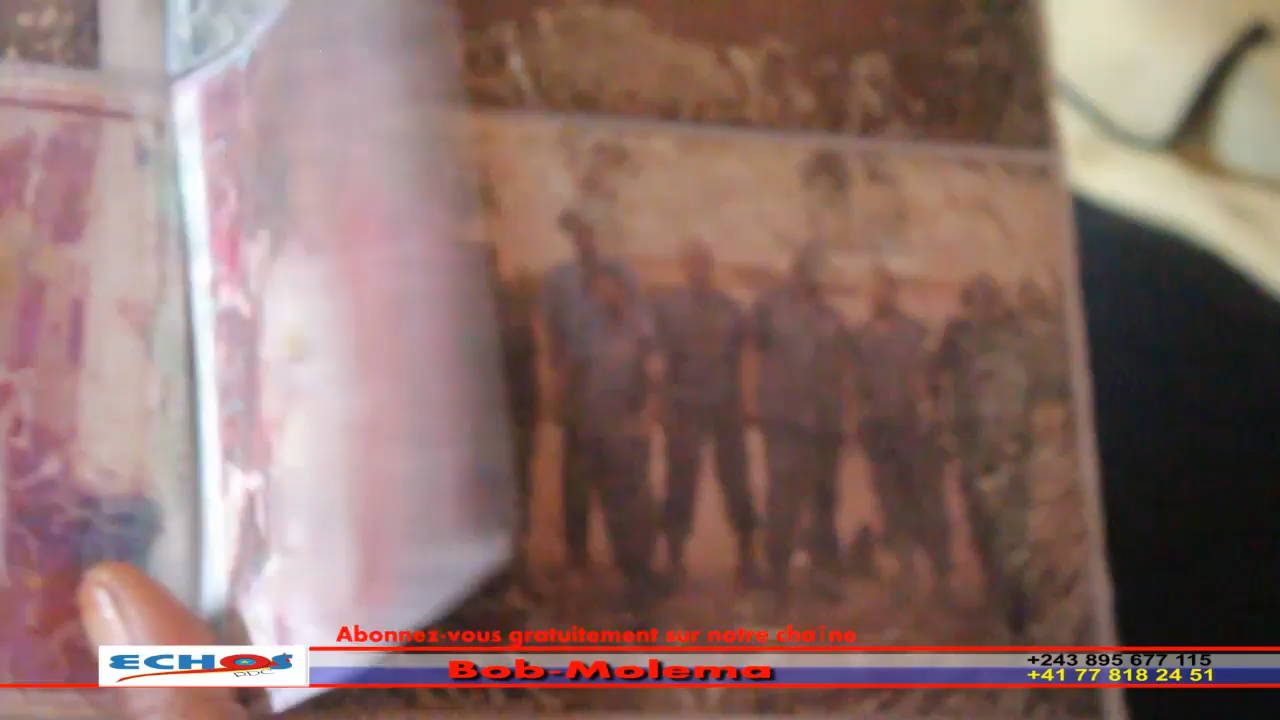 Abonnez-vous gratuitement sur notre chaîne
ECHOS
RDC
Bob-Molema
+243 895 677 115
+41 77 818 24 51